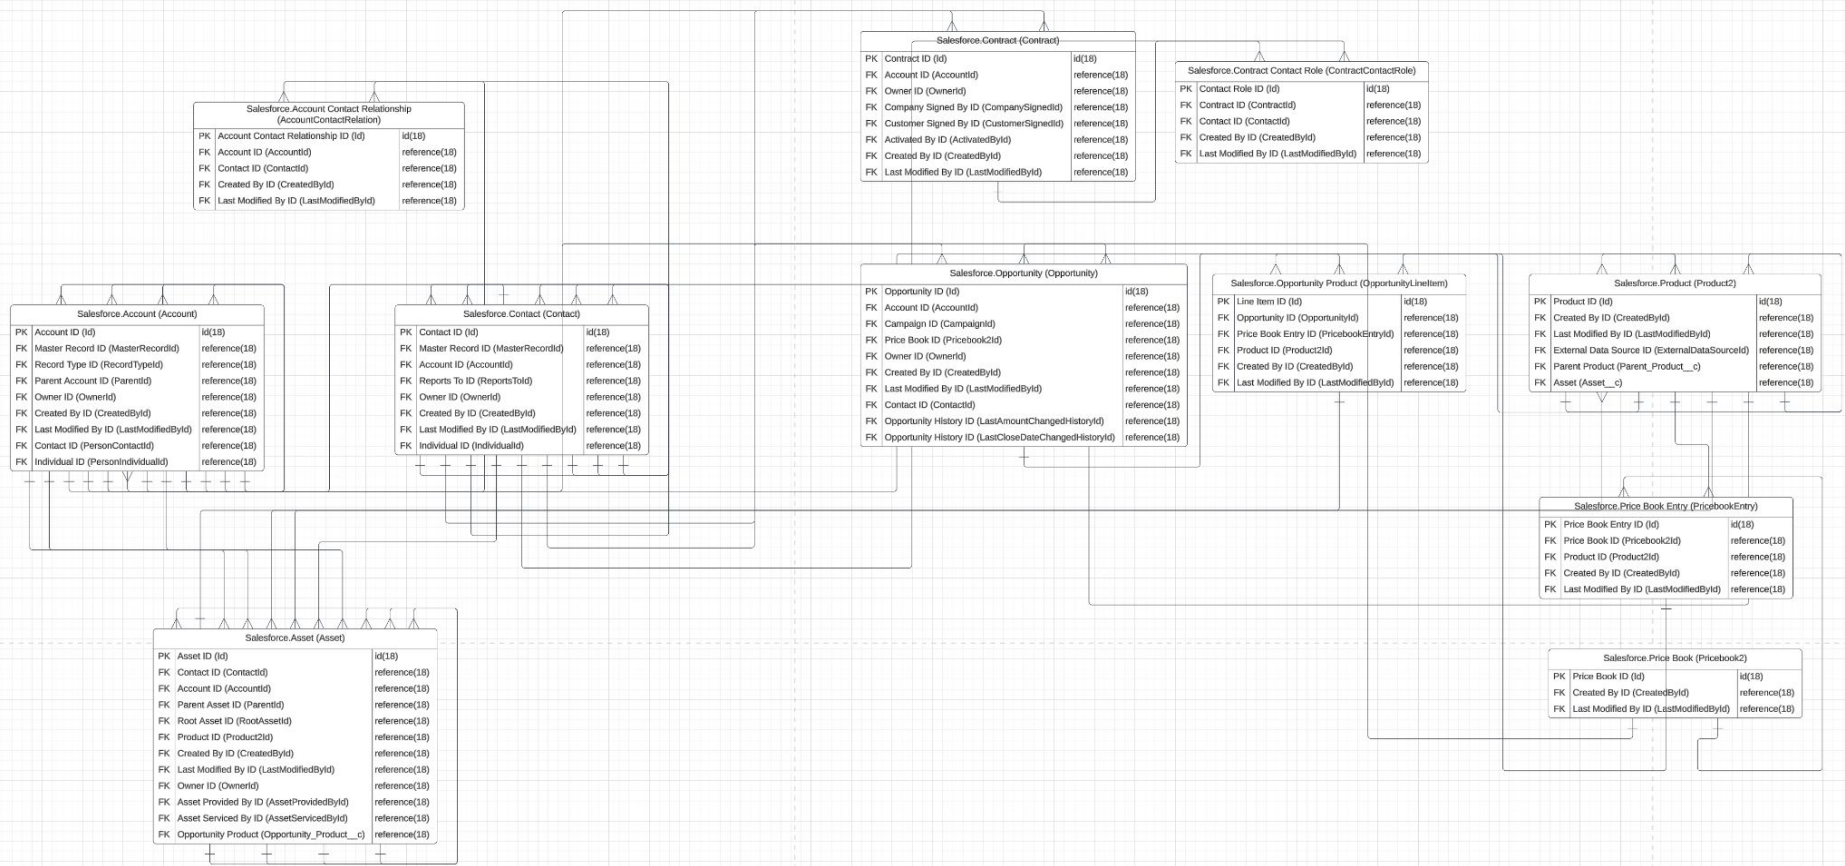 Salesforce.Contract (Contract)
PK Contract ID (Id) id(18)
FK Account ID (AccountId) reference(18)
FK Owner ID (OwnerId) reference(18)
FK Company Signed By ID (CompanySignedId) reference(18)
FK Customer Signed By ID (CustomerSignedId) reference(18)
FK Activated By ID (ActivatedById) reference(18)
FK Created By ID (CreatedById) reference(18)
FK Last Modified By ID (LastModifiedById) reference(18)
Salesforce.Contract Contact Role (ContractContactRole)
PK Contact Role ID (Id) id(18)
FK Contract ID (ContractId) reference(18)
FK Contact ID (ContactId) reference(18)
FK Created By ID (CreatedById) reference(18)
FK Last Modified By ID (LastModifiedById) reference(18)
Salesforce.Account Contact Relationship
(AccountContactRelation)
PK Account Contact Relationship ID (Id) id(18)
FK Account ID (AccountId) reference(18)
FK Contact ID (ContactId) reference(18)
FK Created By ID (CreatedById) reference(18)
FK Last Modified By ID (LastModifiedById) reference(18)
Salesforce.Account (Account)
PK Account ID (Id) id(18)
FK Master Record ID (MasterRecordId) reference(18)
FK Record Type ID (RecordTypeId) reference(18)
FK Parent Account ID (ParentId) reference(18)
FK Owner ID (OwnerId) reference(18)
FK Created By ID (CreatedById) reference(18)
FK Last Modified By ID (LastModifiedById) reference(18)
FK Contact ID (PersonContactId) reference(18)
FK Individual ID (PersonIndividualId) reference(18)
Salesforce.Contact (Contact)
PK Contact ID (Id) id(18)
FK Master Record ID (MasterRecordId) reference(18)
FK Account ID (AccountId) reference(18)
FK Reports To ID (ReportsToId) reference(18)
FK Owner ID (OwnerId) reference(18)
FK Created By ID (CreatedById) reference(18)
FK Last Modified By ID (LastModifiedById) reference(18)
FK Individual ID (IndividualId) reference(18)
Salesforce.Opportunity (Opportunity)
PK Opportunity ID (Id) id(18)
FK Account ID (AccountId) reference(18)
FK Campaign ID (CampaignId) reference(18)
FK Price Book ID (Pricebook2Id) reference(18)
FK Owner ID (OwnerId) reference(18)
FK Created By ID (CreatedById) reference(18)
FK Last Modified By ID (LastModifiedById) reference(18)
FK Contact ID (ContactId) reference(18)
FK Opportunity History ID (LastAmountChangedHistoryId) reference(18)
FK Opportunity History ID (LastCloseDateChangedHistoryId) reference(18)
Salesforce.Opportunity Product (OpportunityLineItem)
PK Line Item ID (Id) id(18)
FK Opportunity ID (OpportunityId) reference(18)
FK Price Book Entry ID (PricebookEntryId) reference(18)
FK Product ID (Product2Id) reference(18)
FK Created By ID (CreatedById) reference(18)
FK Last Modified By ID (LastModifiedById) reference(18)
Salesforce.Product (Product2)
PK Product ID (Id) id(18)
FK Created By ID (CreatedById) reference(18)
FK Last Modified By ID (LastModifiedById) reference(18)
FK External Data Source ID (ExternalDataSourceId) reference(18)
FK Parent Product (Parent_Product__c) reference(18)
FK Asset (Asset__c) reference(18)
Salesforce.Price Book Entry (PricebookEntry)
PK Price Book Entry ID (Id) id(18)
FK Price Book ID (Pricebook2Id) reference(18)
FK Product ID (Product2Id) reference(18)
FK Created By ID (CreatedById) reference(18)
FK Last Modified By ID (LastModifiedById) reference(18)
Salesforce.Price Book (Pricebook2)
PK Price Book ID (Id) id(18)
FK Created By ID (CreatedById) reference(18)
FK Last Modified By ID (LastModifiedById) reference(18)
Salesforce.Asset (Asset)
PK Asset ID (Id) id(18)
FK Contact ID (ContactId) reference(18)
FK Account ID (AccountId) reference(18)
FK Parent Asset ID (ParentId) reference(18)
FK Root Asset ID (RootAssetId) reference(18)
FK Product ID (Product2Id) reference(18)
FK Created By ID (CreatedById) reference(18)
FK Last Modified By ID (LastModifiedById) reference(18)
FK Owner ID (OwnerId) reference(18)
FK Asset Provided By ID (AssetProvidedById) reference(18)
FK Asset Serviced By ID (AssetServicedById) reference(18)
FK Opportunity Product (Opportunity_Product__c) reference(18)